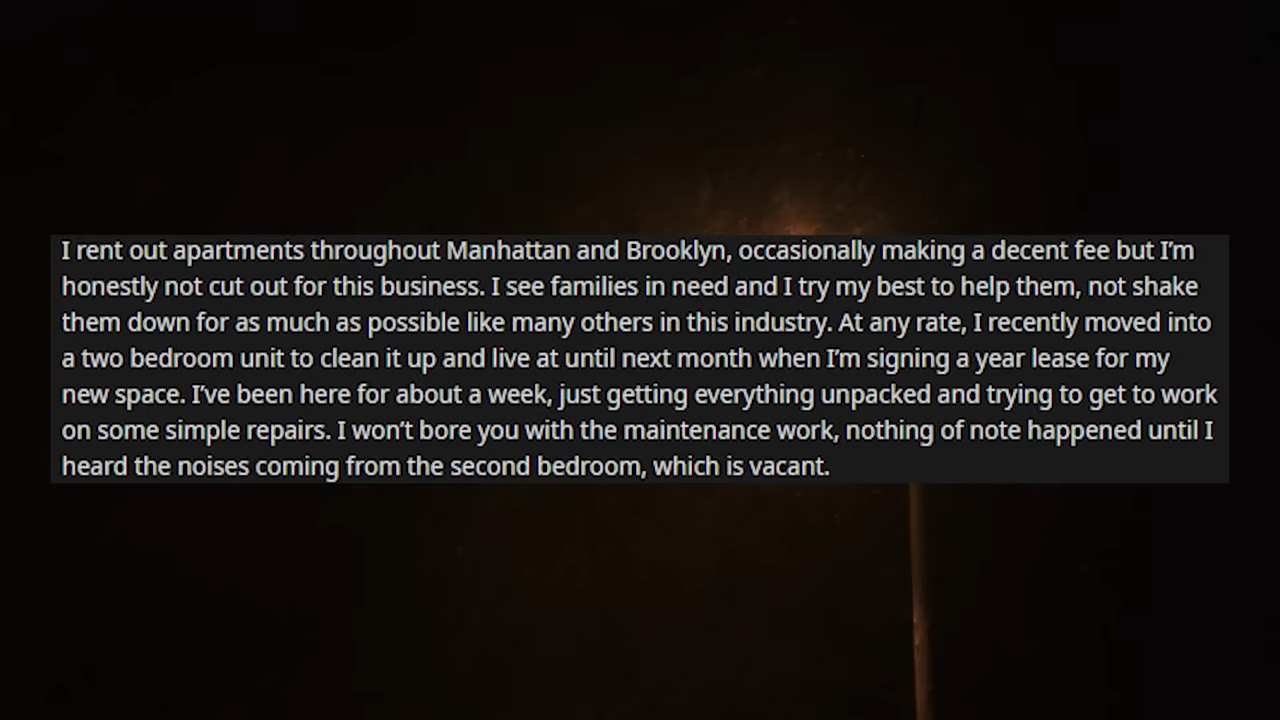 I rent out apartments throughout Manhattan and Brooklyn, occasionally making a decent fee but I’m
honestly not cut out for this business. I see families in need and I try my best to help them, not shake
them down for as much as possible like many others in this industry. At any rate, I recently moved into
a two bedroom unit to clean it up and live at until next month when I’m signing a year lease for my
new space. I’ve been here for about a week, just getting everything unpacked and trying to get to work
on some simple repairs. I won’t bore you with the maintenance work, nothing of note happened until I
heard the noises coming from the second bedroom, which is vacant.